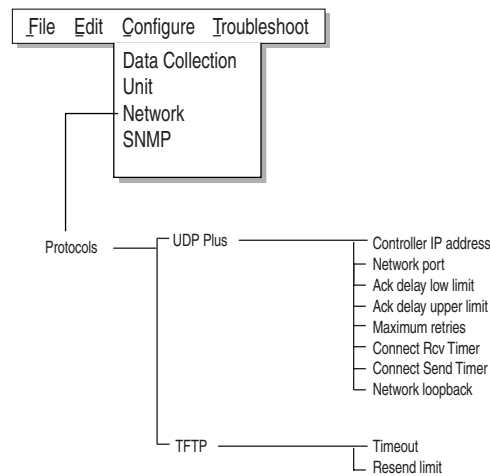 File Edit Configure Troubleshoot
Data Collection
Unit
Network
SNMP
Protocols
UDP Plus
Controller IP address
Network port
Ack delay low limit
Ack delay upper limit
Maximum retries
Connect Rcv Timer
Connect Send Timer
Network loopback
TFTP
Timeout
Resend limit